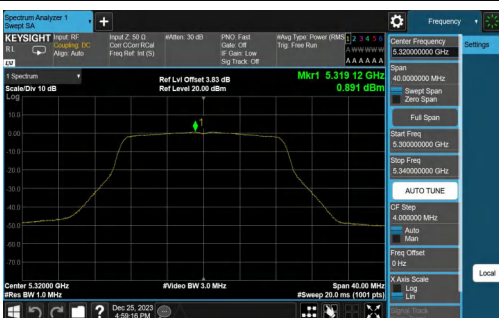 Spectrum Analyzer 1
Swept SA
Frequency
KEYSIGHT
Input: RF
Coupling: DC
Align: Auto
Input Z: 50 Ω
Corr CCorr RCal
Freq Ref: Int (S)
#Atten: 30 dB
PNO: Fast
Gate: Off
IF Gain: Low
Sig Track: Off
#Avg Type: Power (RMS
Trig: Free Run
1 2 3 4 5 6
A W W W W W
A A A A A A
RL
1 Spectrum
Scale/Div 10 dB
Ref Lvl Offset 3.83 dB
Ref Level 20.00 dBm
Mkr1 5.319 12 GHz
0.891 dBm
Log
10.0
0.00
-10.0
-20.0
-30.0
-40.0
-50.0
-60.0
-70.0
1
Center 5.32000 GHz
#Res BW 1.0 MHz
#Video BW 3.0 MHz
Span 40.00 MHz
#Sweep 20.0 ms (1001 pts)
Dec 25, 2023
4:59:16 PM
Center Frequency
5.320000000 GHz
Settings
Span
40.0000000 MHz
Swept Span
Zero Span
Full Span
Start Freq
5.300000000 GHz
Stop Freq
5.340000000 GHz
AUTO TUNE
CF Step
4.000000 MHz
Auto
Man
Freq Offset
0 Hz
X Axis Scale
Log
Lin
Local
Signal Track